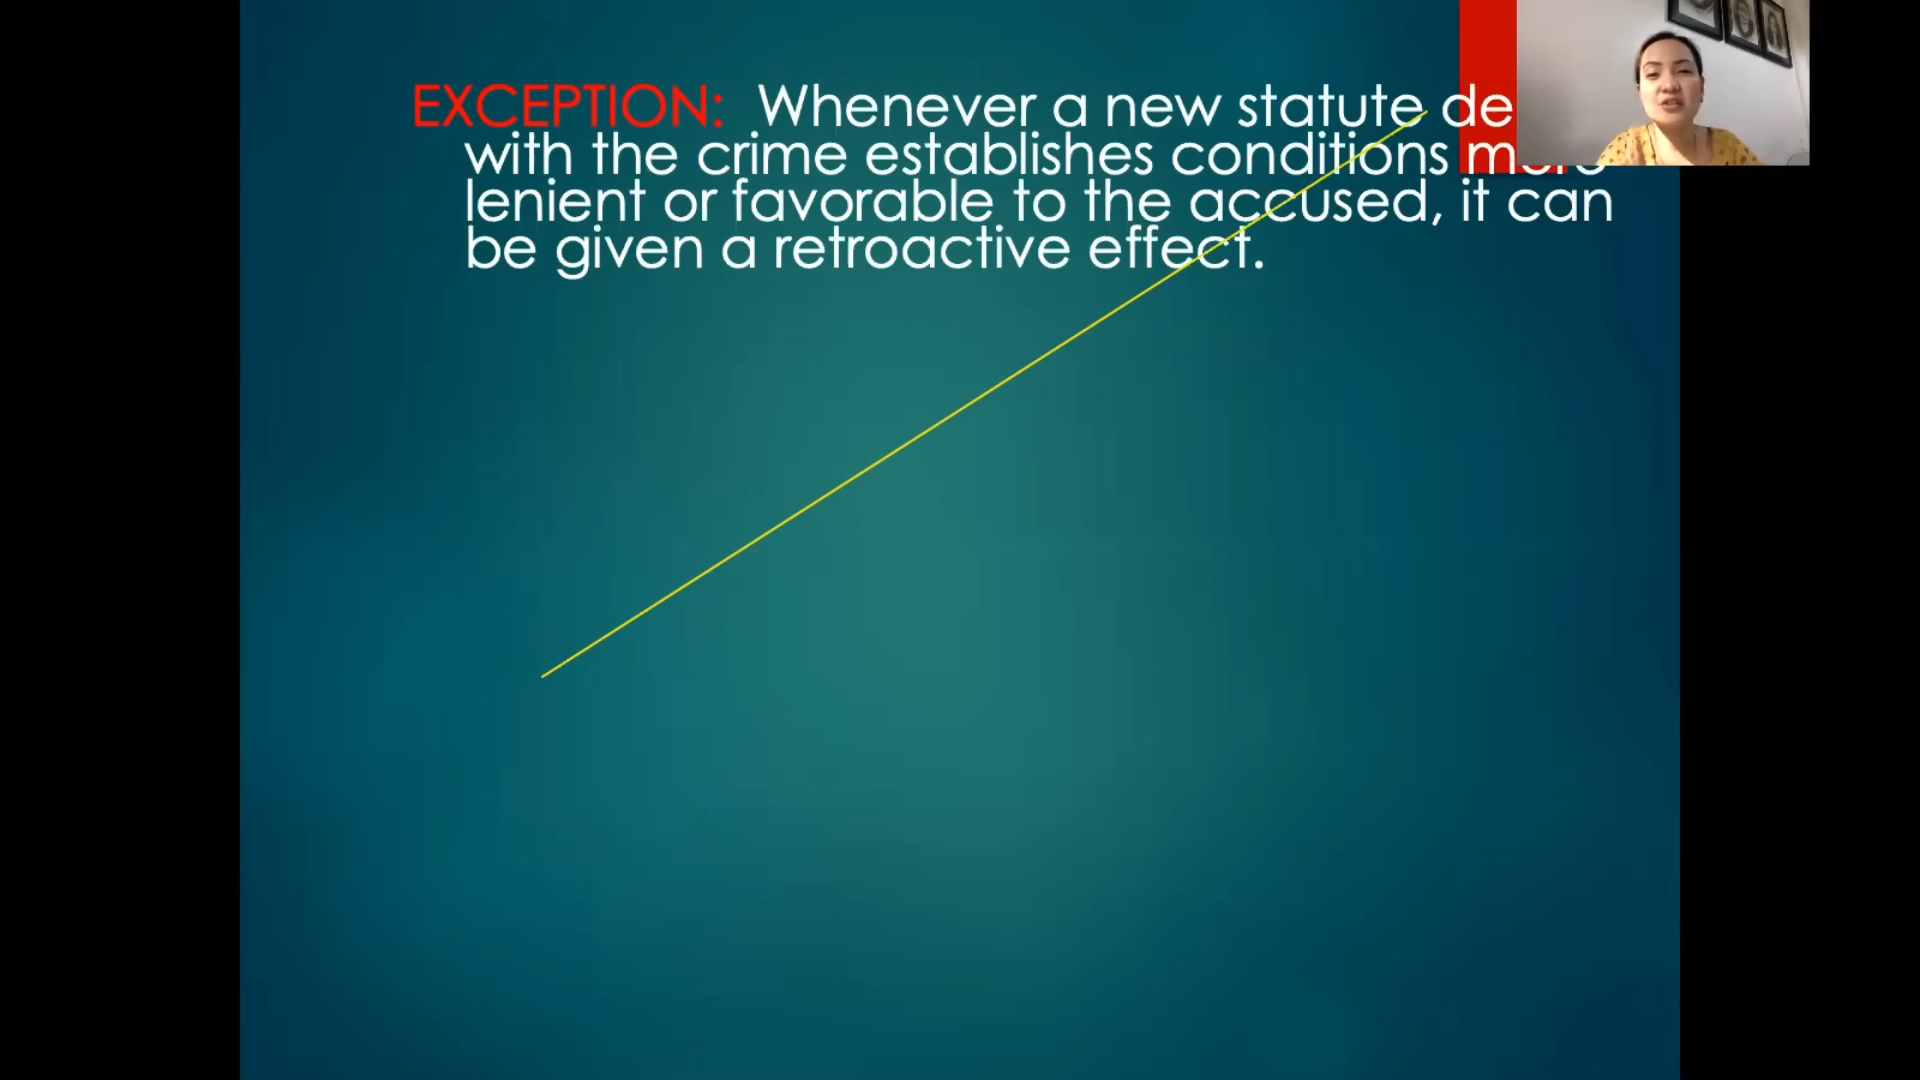 EXCEPTION: Whenever a new statute de
with the crime establishes conditions more
lenient or favorable to the accused, it can
be given a retroactive effect.